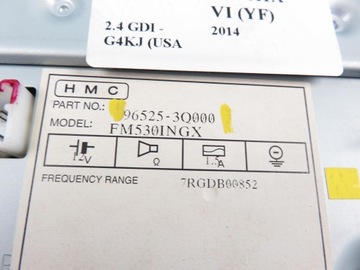 VI (YF)
2.4 GDI -
G4KJ (USA
2014
HMC
PART NO.: 96525-3Q000
MODEL: FM530INGX
12V
Ω
1.5A
FREQUENCY RANGE 7RGDB00852